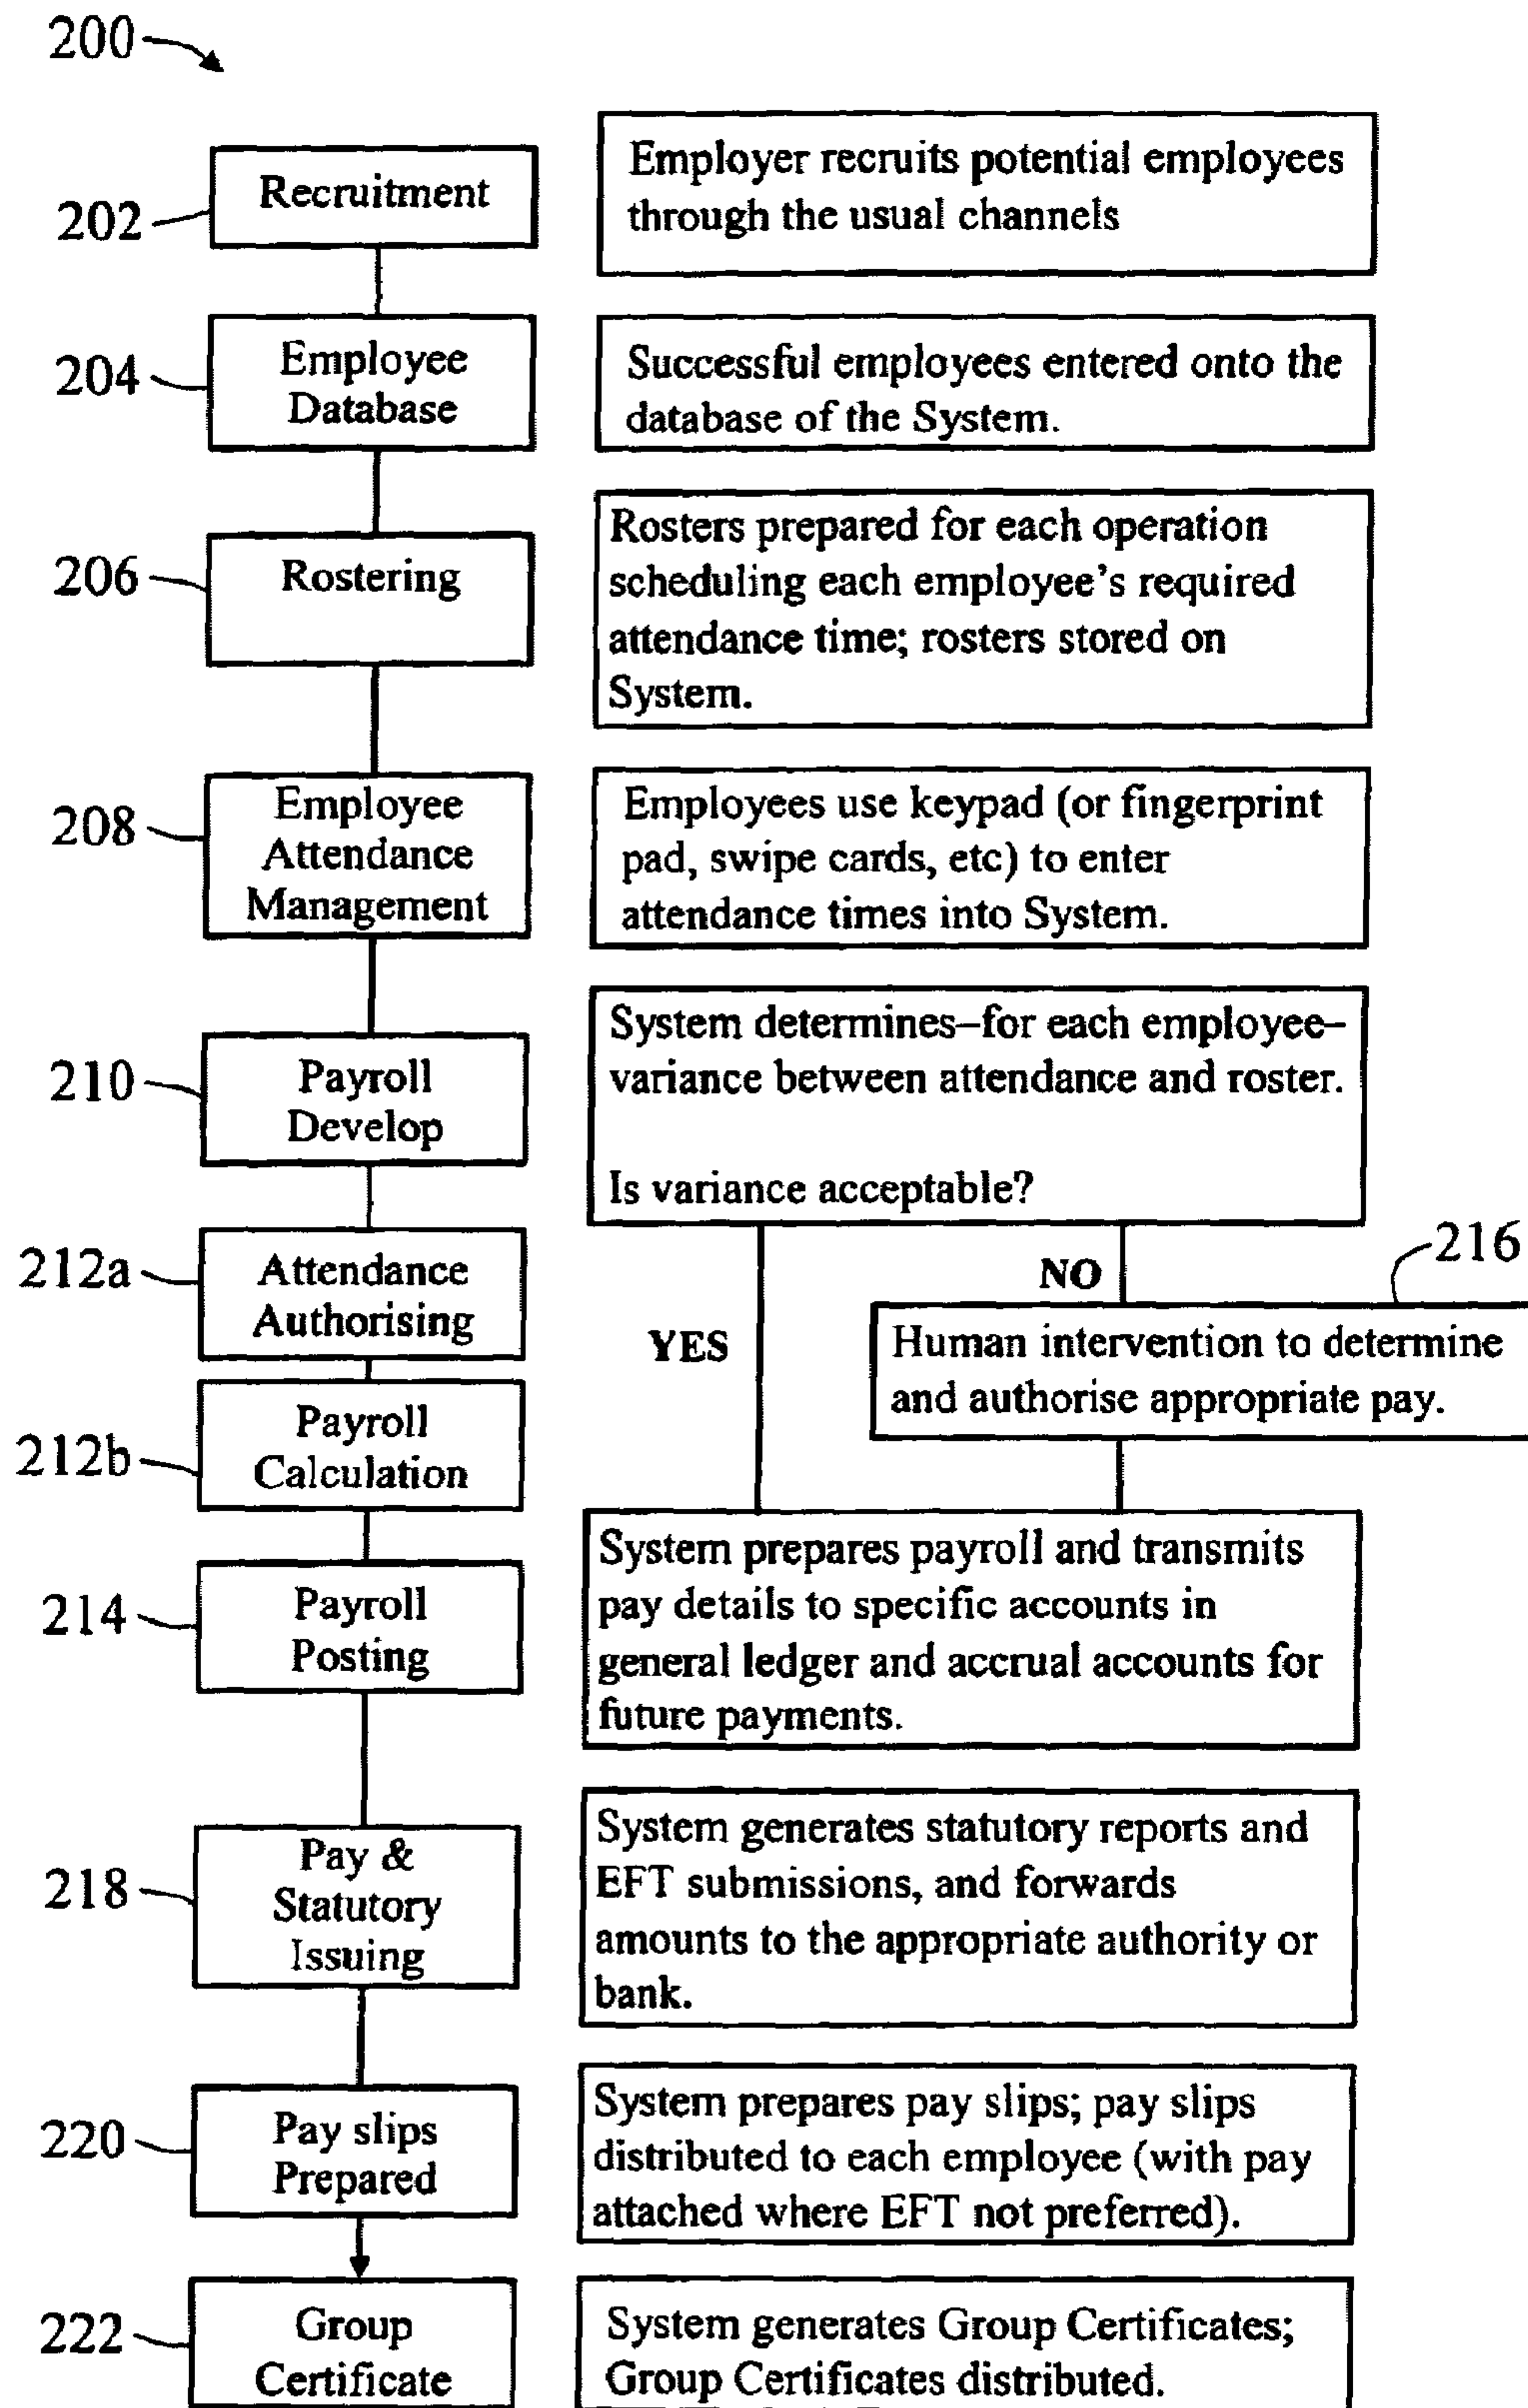 200
202
Recruitment
Employer recruits potential employees
through the usual channels
204
Employee
Database
Successful employees entered onto the
database of the System.
206
Rostering
Rosters prepared for each operation
scheduling each employee's required
attendance time; rosters stored on
System.
208
Employee
Attendance
Management
Employees use keypad (or fingerprint
pad, swipe cards, etc) to enter
attendance times into System.
210
Payroll
Develop
System determines–for each employee–
variance between attendance and roster.
Is variance acceptable?
212a
Attendance
Authorising
YES
NO
216
Human intervention to determine
and authorise appropriate pay.
212b
Payroll
Calculation
214
Payroll
Posting
System prepares payroll and transmits
pay details to specific accounts in
general ledger and accrual accounts for
future payments.
218
Pay &
Statutory
Issuing
System generates statutory reports and
EFT submissions, and forwards
amounts to the appropriate authority or
bank.
220
Pay slips
Prepared
System prepares pay slips; pay slips
distributed to each employee (with pay
attached where EFT not preferred).
222
Group
Certificate
System generates Group Certificates;
Group Certificates distributed.